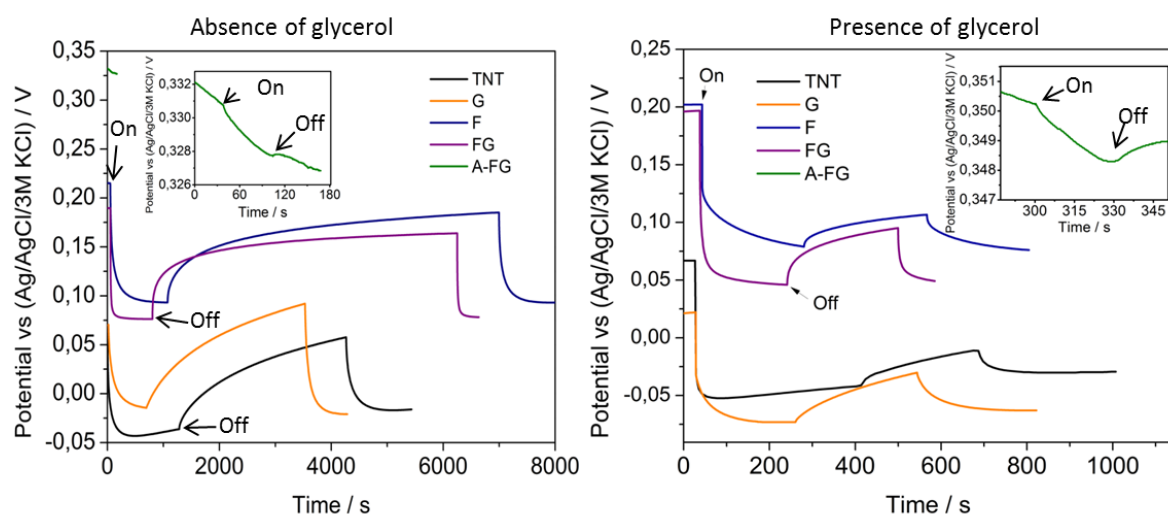 Absence of glycerol
Potential vs (Ag/AgCl/3M KCl) / V
0,35
0,30
0,25
0,20
0,15
0,10
0,05
0,00
-0,05
0
2000
4000
6000
8000
Time / s
On
Off
Off
TNT
G
F
FG
A-FG
Potential vs (Ag/AgCl/3M KCl) / V
0,332
0,330
0,328
0,326
0
60
120
180
Time / s
On
Off
Presence of glycerol
Potential vs (Ag/AgCl/3M KCl) / V
0,25
0,20
0,15
0,10
0,05
0,00
-0,05
0
200
400
600
800
1000
Time / s
On
Off
TNT
G
F
FG
A-FG
Potential vs (Ag/AgCl/3M KCl) / V
0,351
0,350
0,349
0,348
0,347
300
315
330
345
Time / s
On
Off